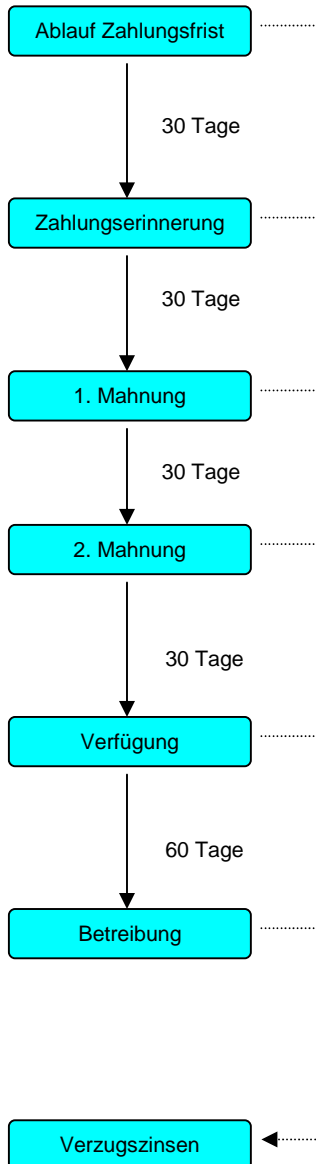 Ablauf Zahlungsfrist
30 Tage
Zahlungserinnerung
30 Tage
1. Mahnung
30 Tage
2. Mahnung
30 Tage
Verfügung
60 Tage
Betreibung
Verzugszinsen